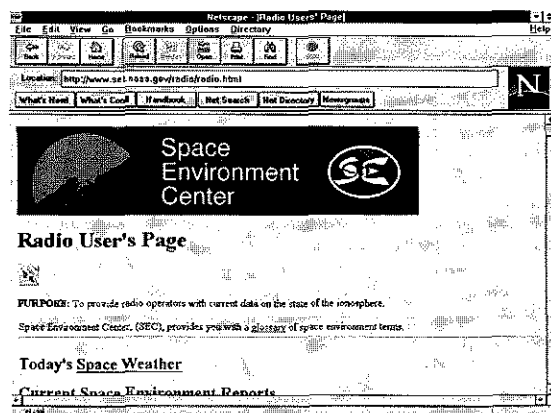 Netscape - [Radio Users' Page]
File Edit View Go Bookmarks Options Directory Help
Back Home Reload Open Print Find
Location: http://www.sel.noaa.gov/radio/radio.html
What's New! What's Cool! Handbook Net Search Net Directory Newsgroups
N
Space
Environment
Center
SEC
Radio User's Page
PURPOSE: To provide radio operators with current data on the state of the ionosphere.
Space Environment Center, (SEC), provides you with a glossary of space environment terms.
Today's Space Weather
Current Space Environment Reports